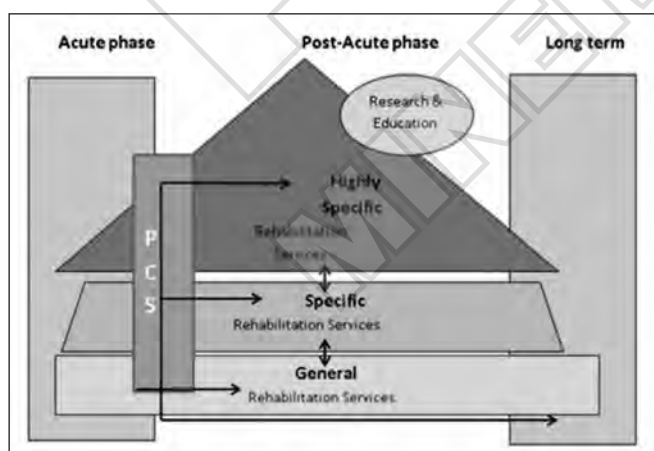 Acute phase Post-Acute phase Long term
Research &
Education
Highly
Specific
Rehabilitation
Services
P
C
S
Specific
Rehabilitation Services
General
Rehabilitation Services